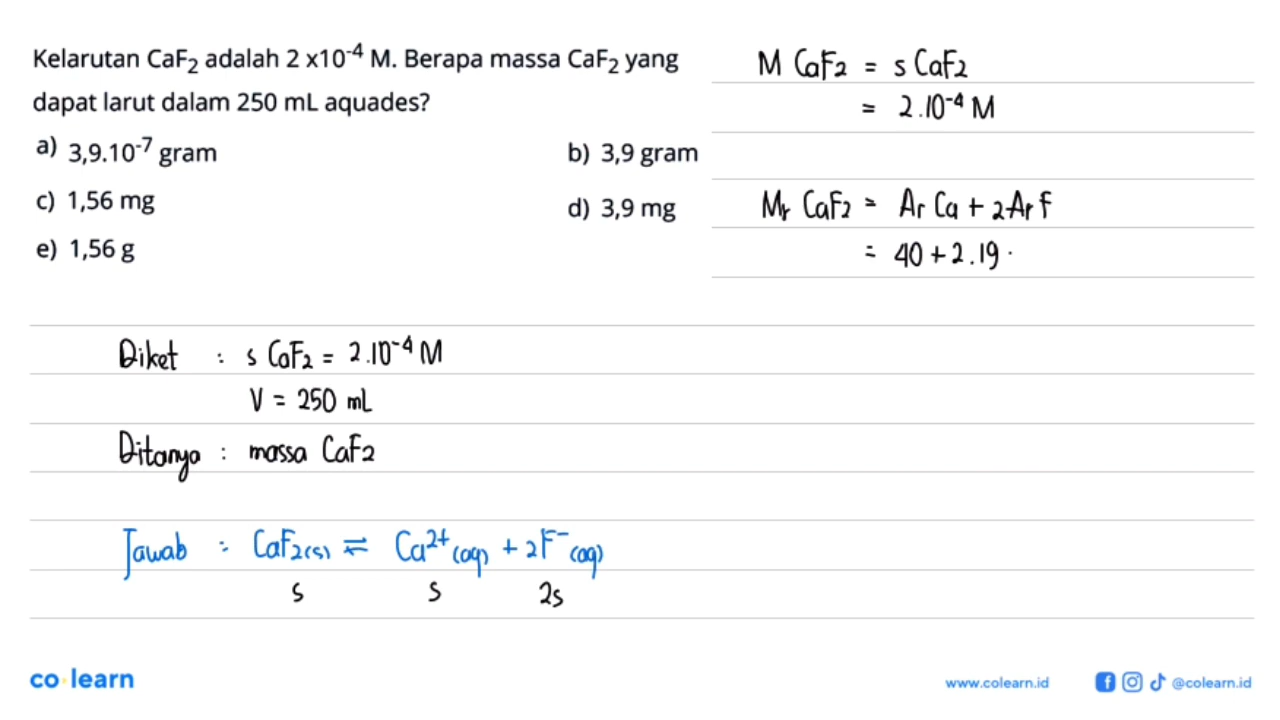 Kelarutan CaF₂ adalah 2 x10⁻⁴ M. Berapa massa CaF₂ yang
dapat larut dalam 250 mL aquades?
a) 3,9.10⁻⁷ gram
b) 3,9 gram
c) 1,56 mg
d) 3,9 mg
e) 1,56 g
M CaF2 = s CaF2
= 2.10⁻⁴ M
Mr CaF2 = Ar Ca + 2Ar F
= 40 + 2.19
Diket : s CaF2 = 2.10⁻⁴ M
V = 250 mL
Ditanya : massa CaF2
Jawab : CaF2(s) ⇌ Ca²⁺(aq) + 2F⁻(aq)
s s 2s
co learn
www.colearn.id
@colearn.id